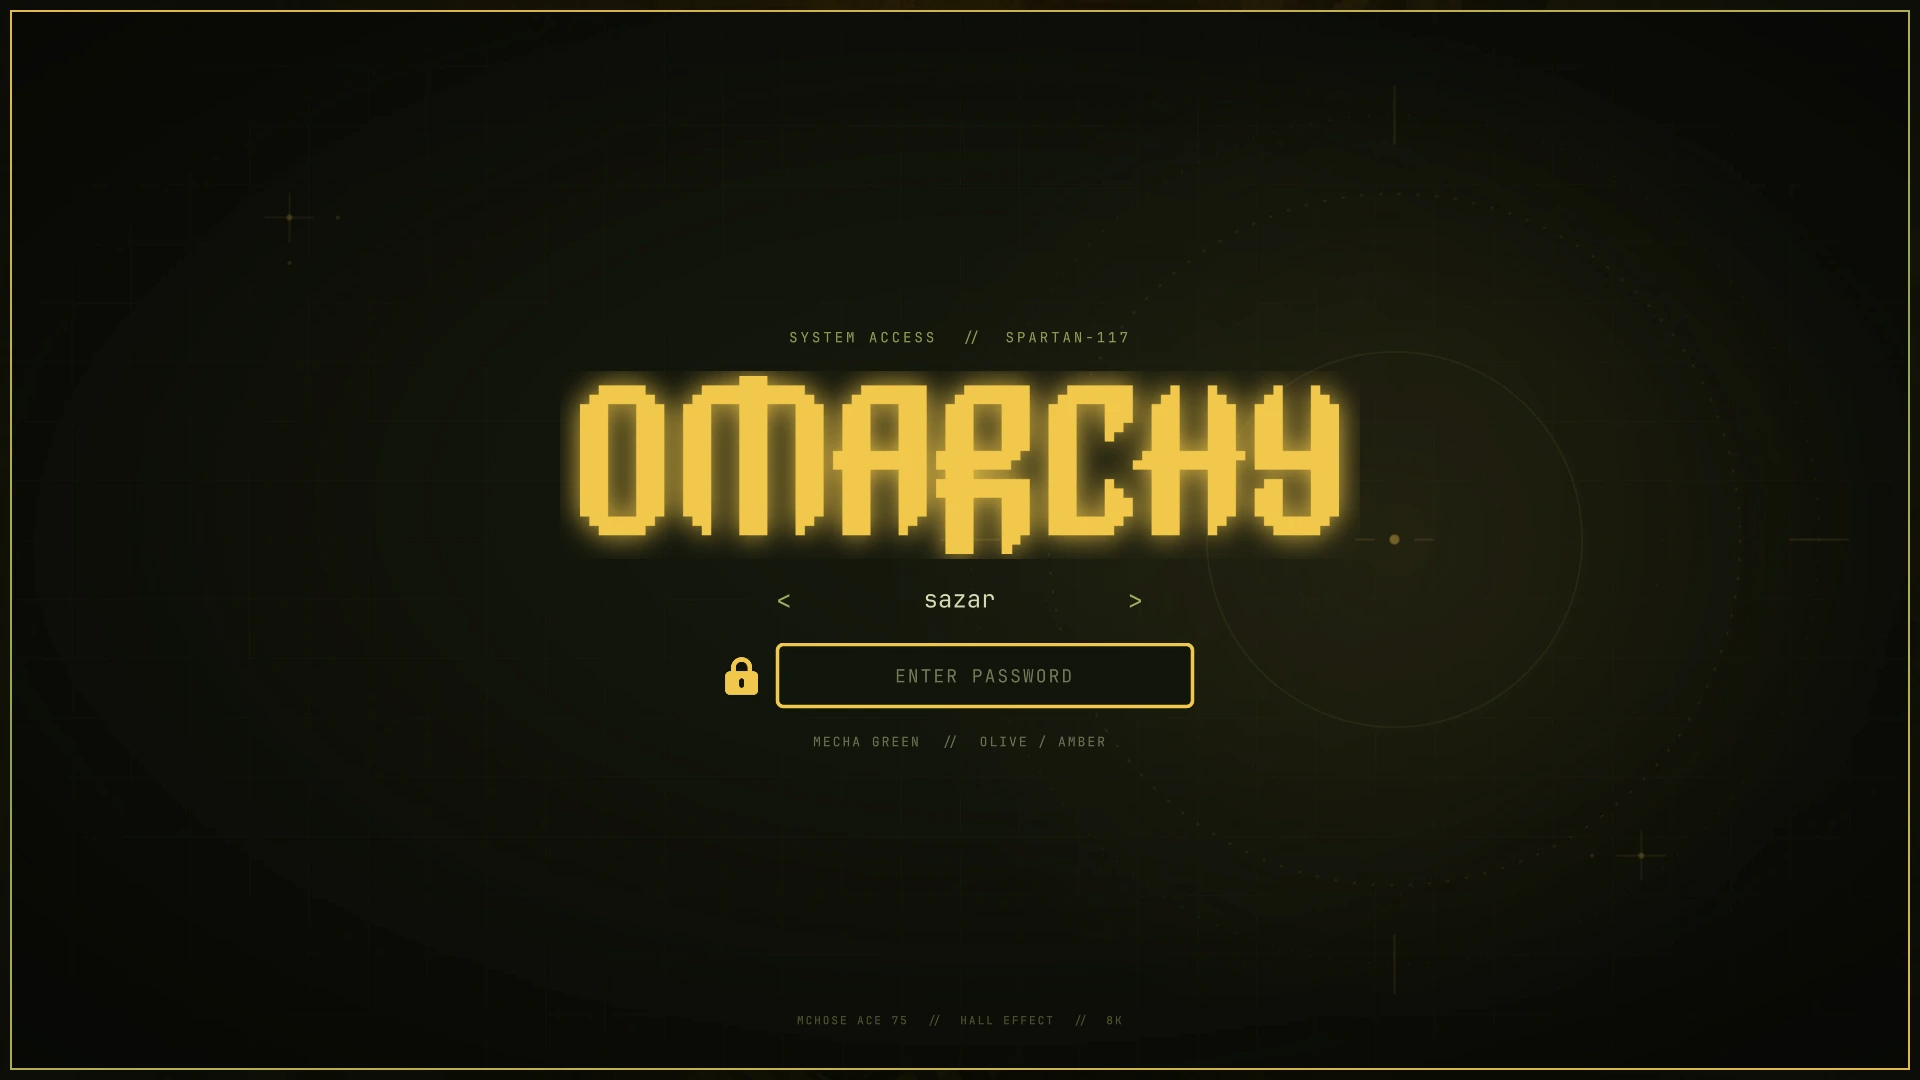 SYSTEM ACCESS // SPARTAN-117
OMARCHY
< sazar >
ENTER PASSWORD
MECHA GREEN // OLIVE / AMBER
MCHOSE ACE 75 // HALL EFFECT // 8K